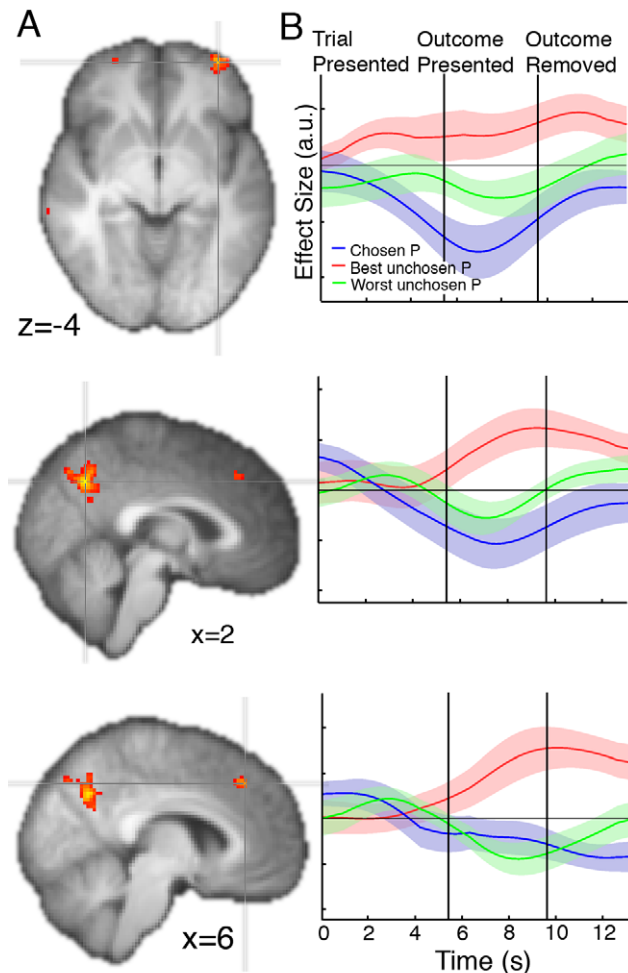 A
B
Trial Presented
Outcome Presented
Outcome Removed
Effect Size (a.u.)
Chosen P
Best unchosen P
Worst unchosen P
z=-4
x=2
x=6
0 2 4 6 8 10 12
Time (s)